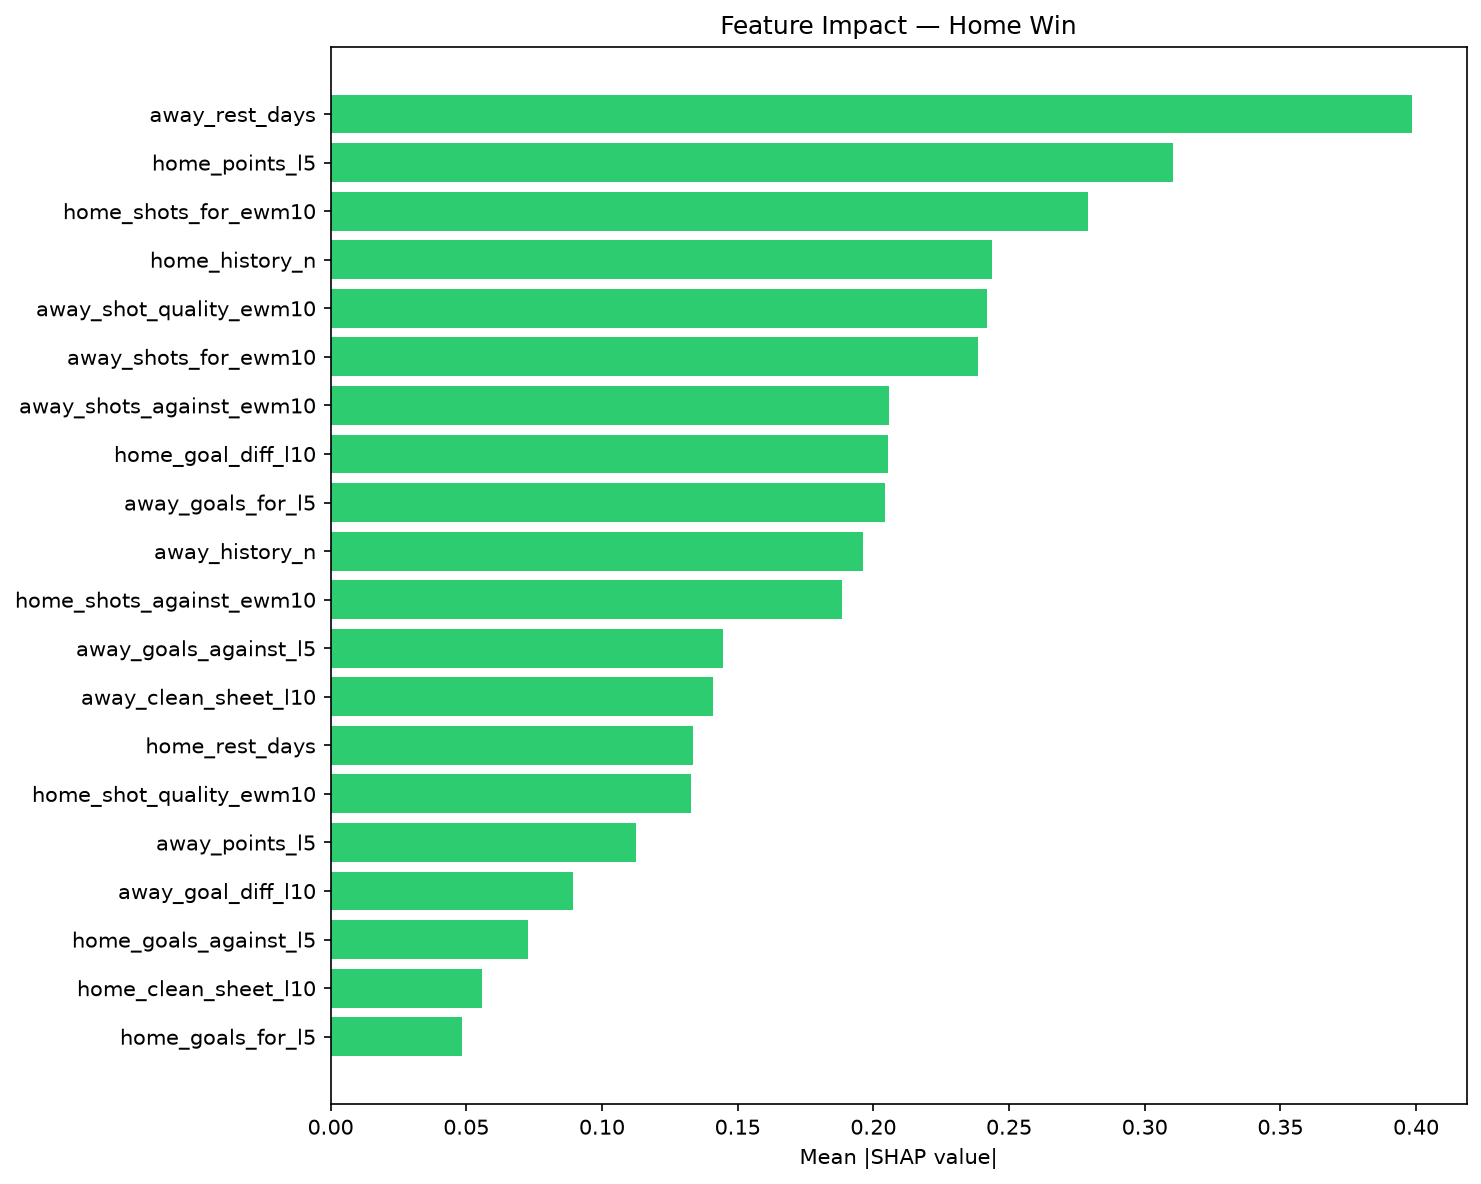 Feature Impact — Home Win
away_rest_days
home_points_l5
home_shots_for_ewm10
home_history_n
away_shot_quality_ewm10
away_shots_for_ewm10
away_shots_against_ewm10
home_goal_diff_l10
away_goals_for_l5
away_history_n
home_shots_against_ewm10
away_goals_against_l5
away_clean_sheet_l10
home_rest_days
home_shot_quality_ewm10
away_points_l5
away_goal_diff_l10
home_goals_against_l5
home_clean_sheet_l10
home_goals_for_l5
0.00 0.05 0.10 0.15 0.20 0.25 0.30 0.35 0.40
Mean |SHAP value|